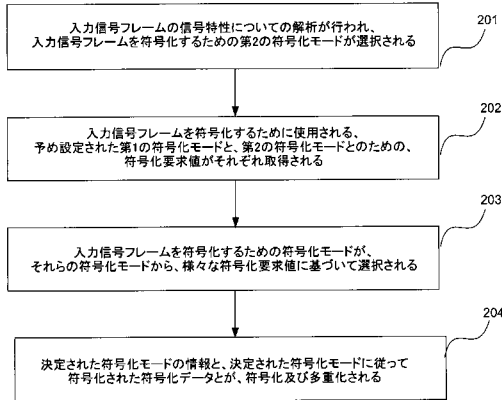 入力信号フレームの信号特性についての解析が行われ、
入力信号フレームを符号化するための第2の符号化モードが選択される
201
入力信号フレームを符号化するために使用される、
予め設定された第1の符号化モードと、第2の符号化モードとのための、
符号化要求値がそれぞれ取得される
202
入力信号フレームを符号化するための符号化モードが、
それらの符号化モードから、様々な符号化要求値に基づいて選択される
203
決定された符号化モードの情報と、決定された符号化モードに従って
符号化された符号化データとが、符号化及び多重化される
204